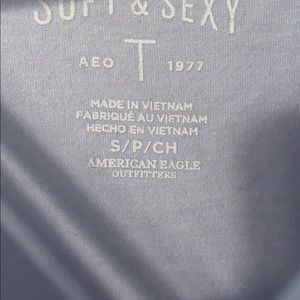 SOFT & SEXY
AEO T 1977
MADE IN VIETNAM
FABRIQUÉ AU VIETNAM
HECHO EN VIETNAM
S/P/CH
AMERICAN EAGLE
OUTFITTERS